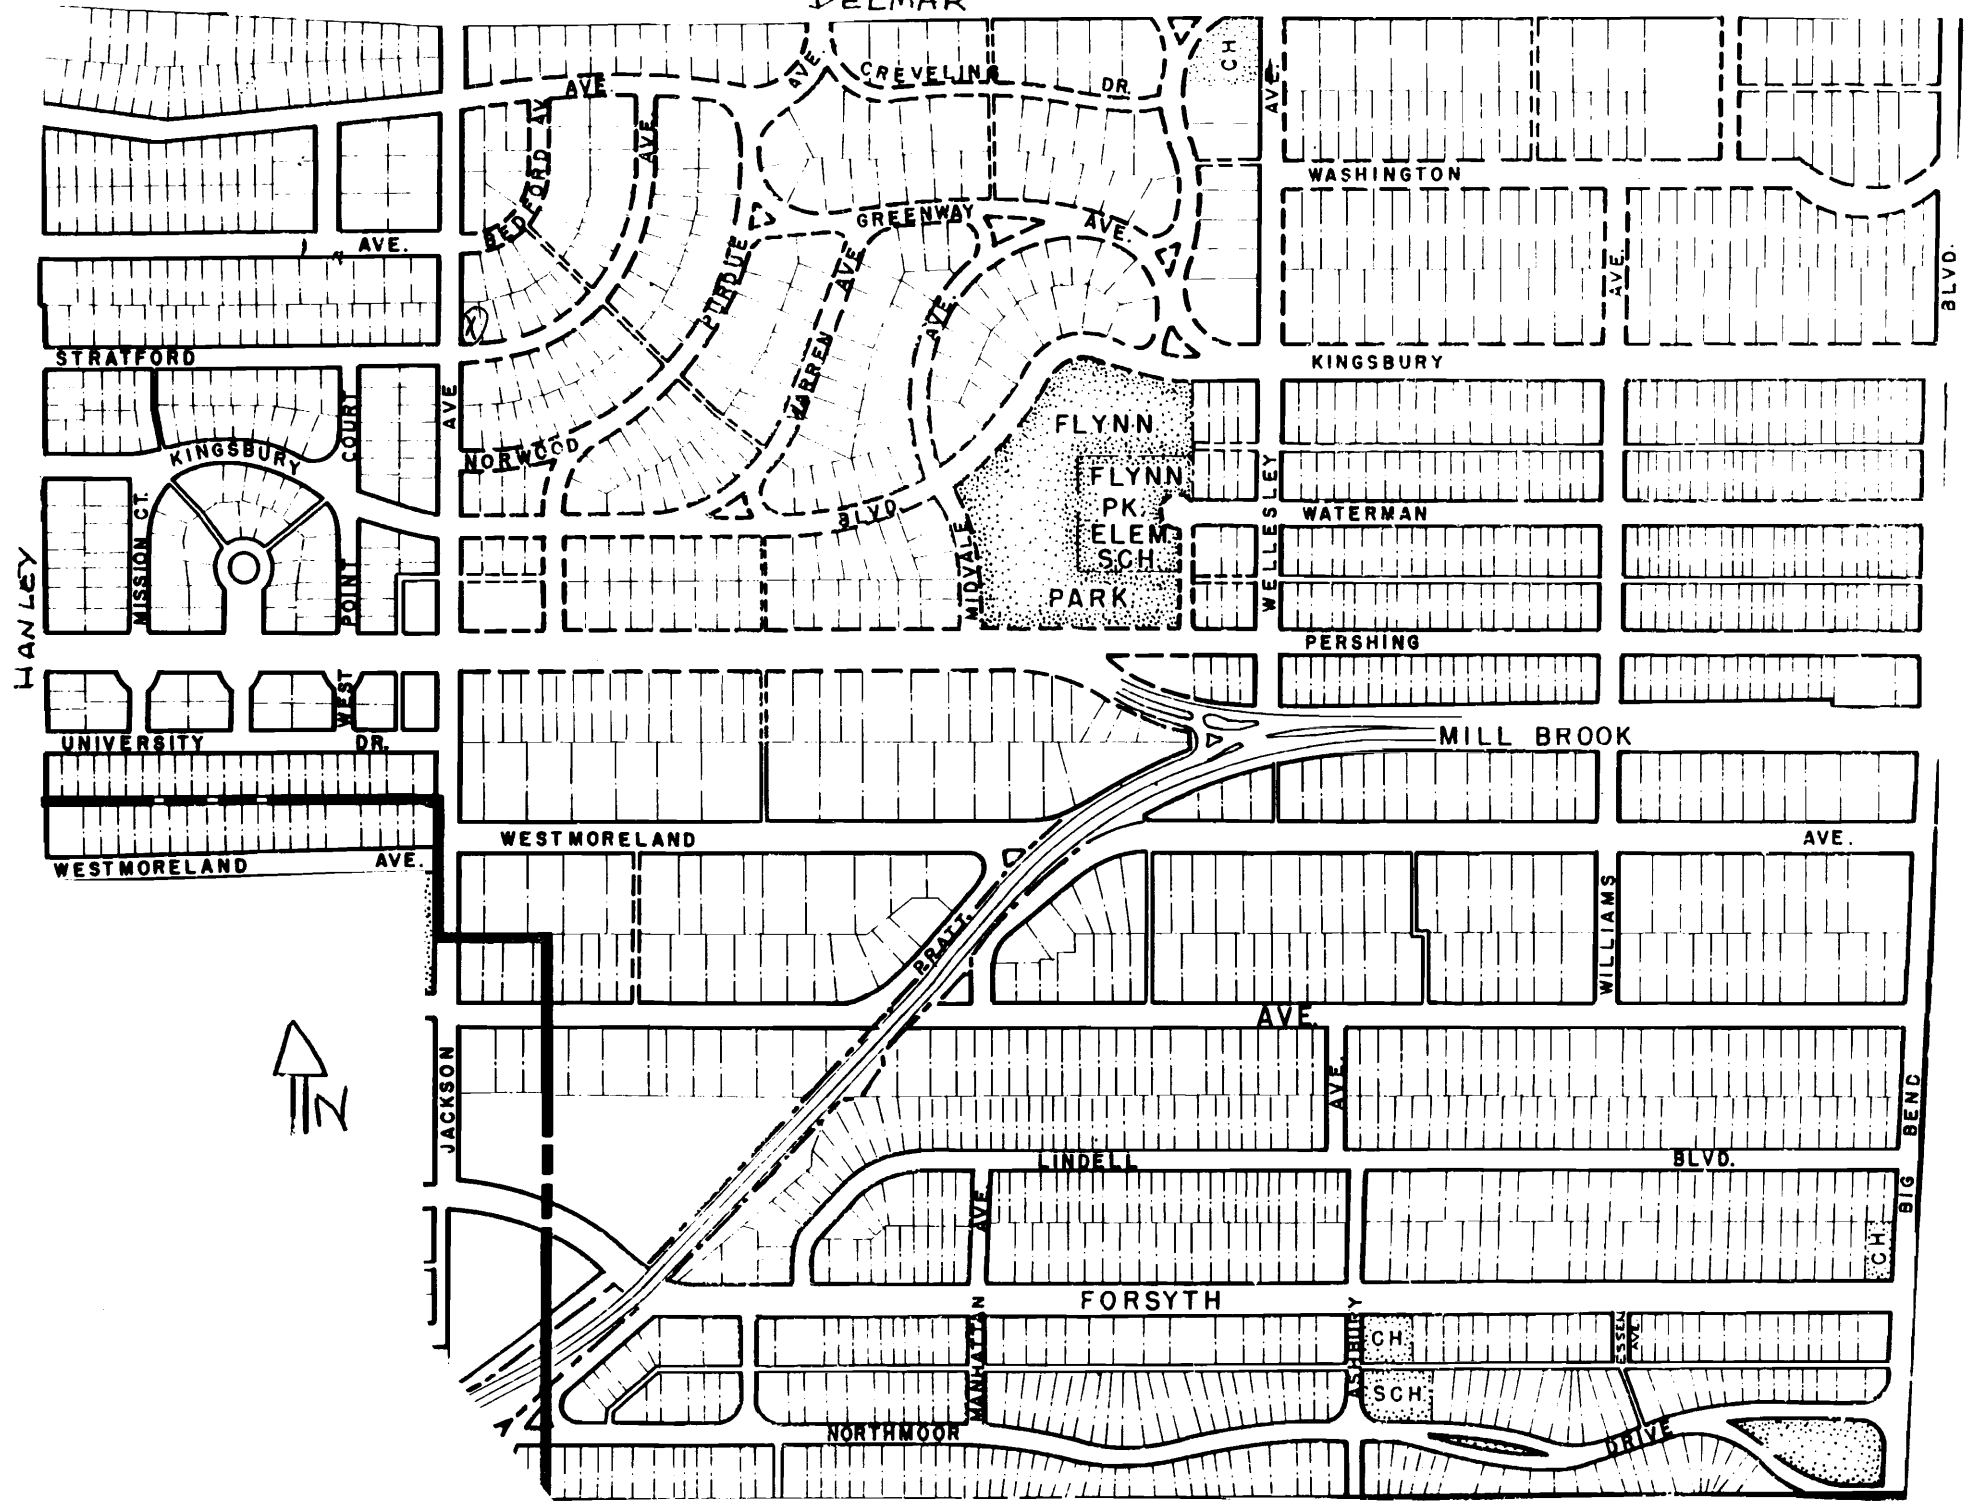 DELMAR
CH
CREVELING
DR.
AVE.
AVE.
AVE.
BEDFORD AV.
AVE.
WASHINGTON
GREENWAY
AVE.
AVE.
PURDUE
WARREN AVE.
AVE.
AVE.
BLVD.
X
STRATFORD
KINGSBURY
COURT
AVE
KINGSBURY
NORWOOD
FLYNN
FLYNN
PK.
ELEM.
SCH.
PARK
BLVD.
MIDVALE
WELLESLEY
WATERMAN
MISSION CT.
POINT
HANLEY
PERSHING
WEST
UNIVERSITY
DR.
MILL BROOK
WESTMORELAND
AVE.
WESTMORELAND
AVE.
PRATT.
WILLIAMS
AVE.
N
JACKSON
AVE.
BIG BEND
LINDELL
BLVD.
AVE.
CH.
FORSYTH
MANHATTAN
ASHBURY
CH.
AVE.
SCH.
NORTHMOOR
DRIVE